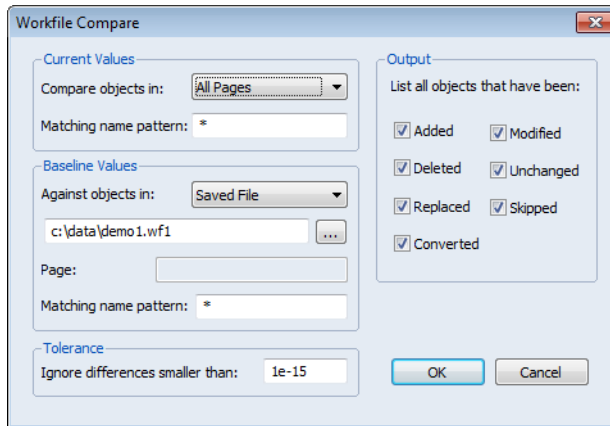 Workfile Compare
Current Values
Compare objects in: All Pages
Matching name pattern: *
Baseline Values
Against objects in: Saved File
c:\data\demo1.wf1 ...
Page:
Matching name pattern: *
Tolerance
Ignore differences smaller than: 1e-15
Output
List all objects that have been:
Added Modified
Deleted Unchanged
Replaced Skipped
Converted
OK Cancel